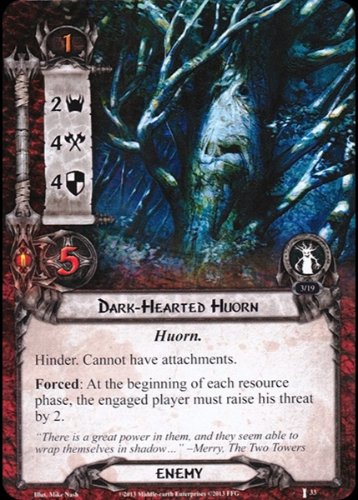 1
2
4
4
5
3/19
Dark-Hearted Huorn
Huorn.
Hinder. Cannot have attachments.
Forced: At the beginning of each resource
phase, the engaged player must raise his threat
by 2.
“There is a great power in them, and they seem able to
wrap themselves in shadow…” –Merry, The Two Towers
Illus. Mike Nash
ENEMY
©2013 Middle-earth Enterprises ©2013 FFG
35